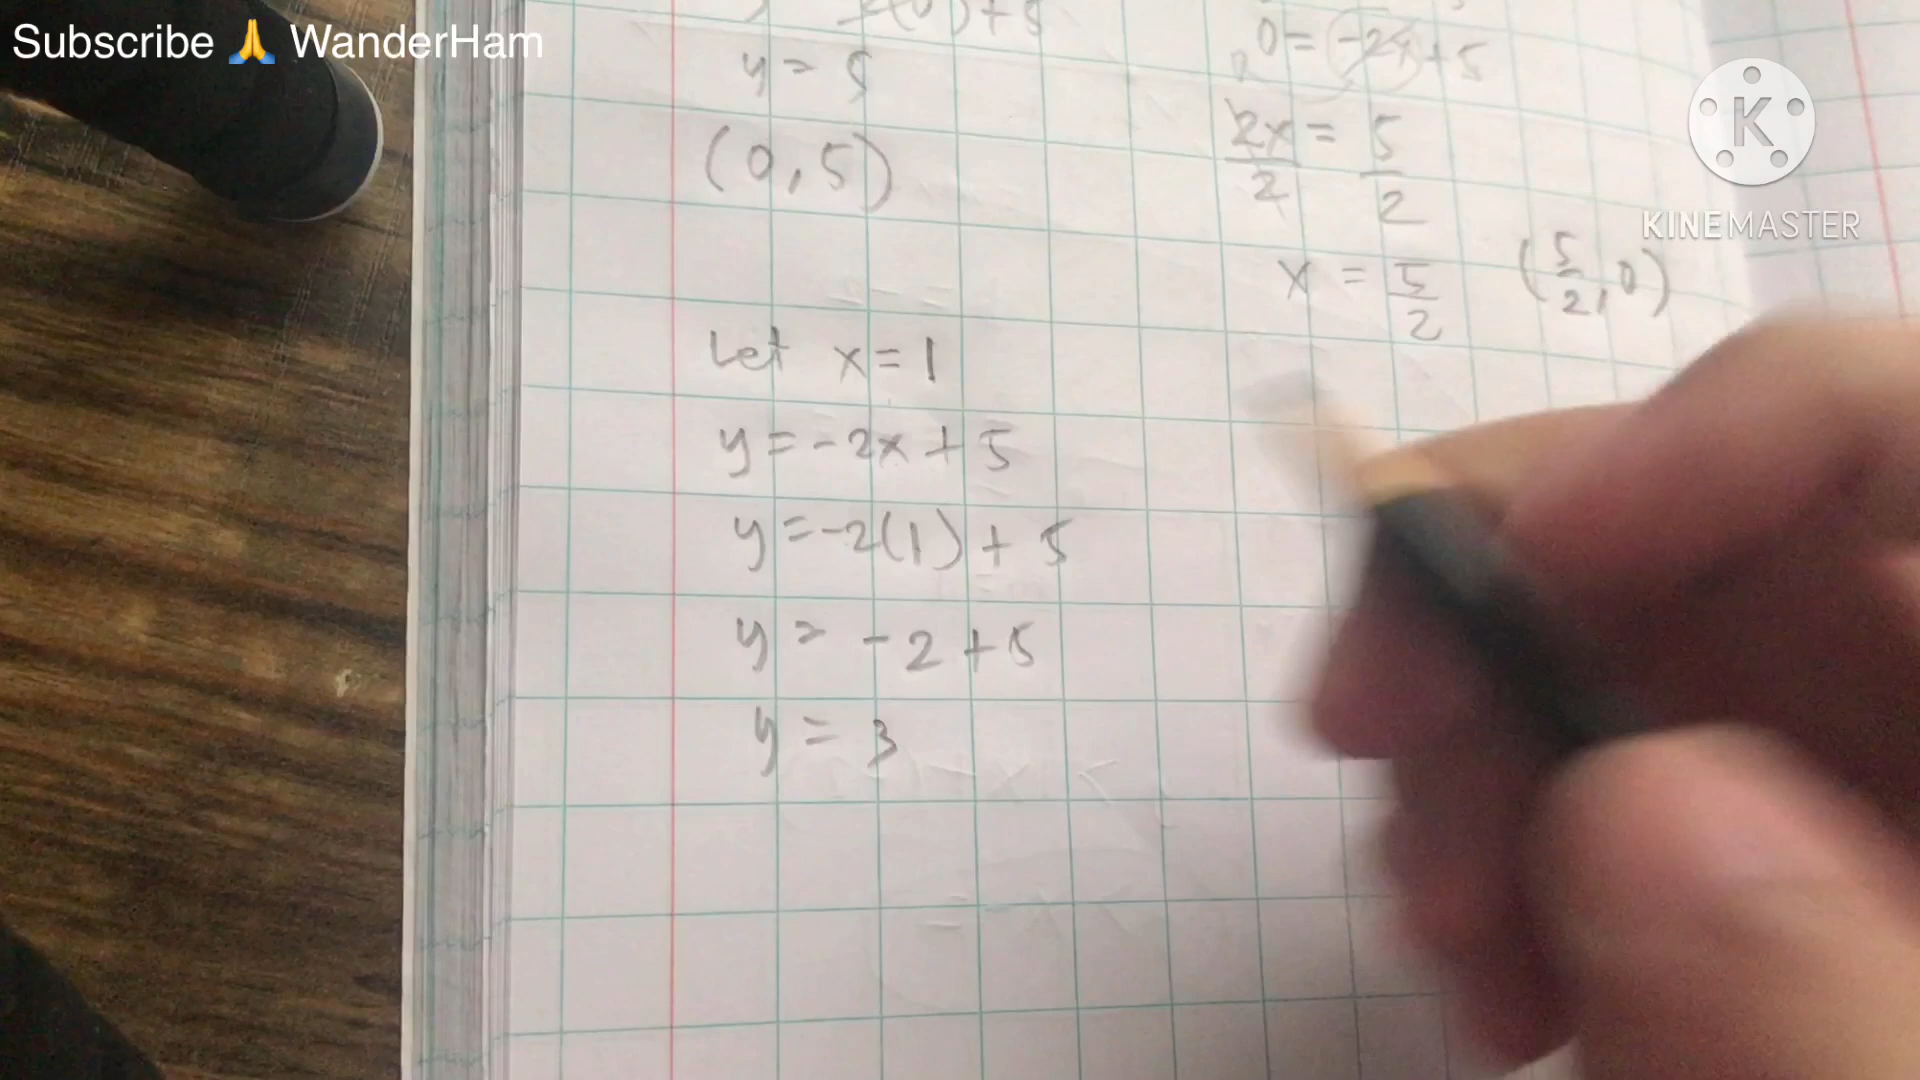 Subscribe 🙏 WanderHam
K
KINEMASTER
y = 5
(0,5)
0=-2x+5
2x = 5
2 2
x = 5/2 (5/2,0)
Let x=1
y=-2x+5
y=-2(1)+5
y=-2+5
y=3